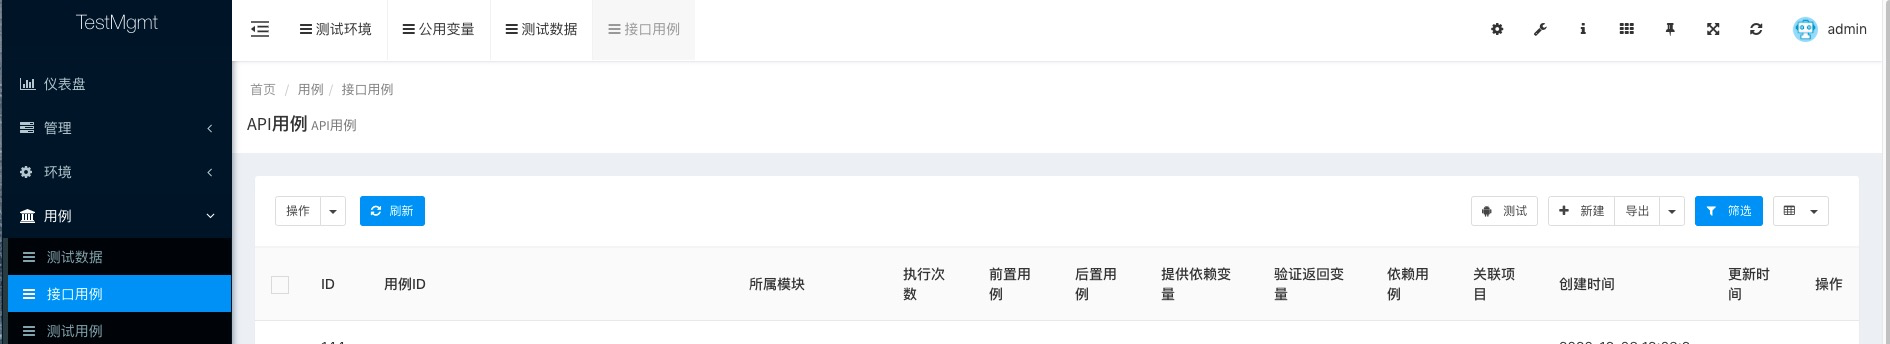 TestMgmt
仪表盘
管理
环境
用例
测试数据
接口用例
测试用例
测试环境 公用变量 测试数据 接口用例
admin
首页 / 用例 / 接口用例
API用例 API用例
操作 刷新 测试 新建 导出 筛选
ID 用例ID 所属模块 执行次数 前置用例 后置用例 提供依赖变量 验证返回变量 依赖用例 关联项目 创建时间 更新时间 操作